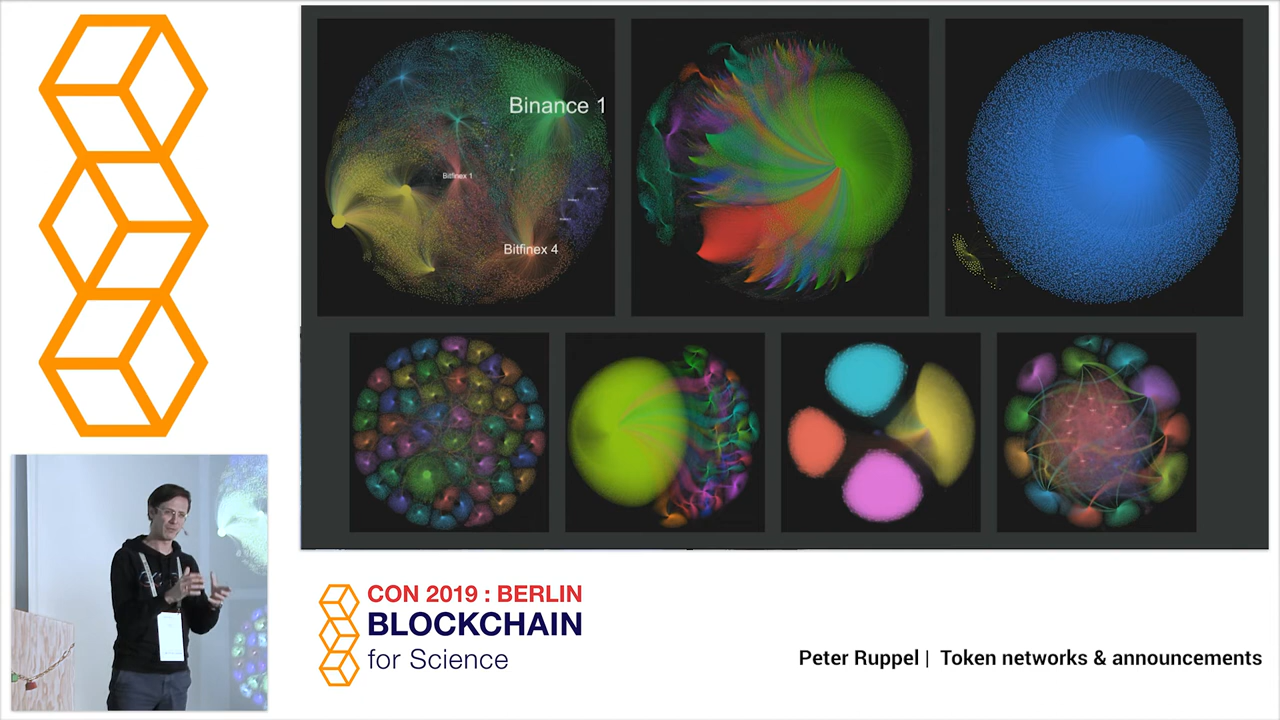 Binance 1
Bitfinex 1
Bitfinex 4
CON 2019 : BERLIN
BLOCKCHAIN
for Science
Peter Ruppel | Token networks & announcements